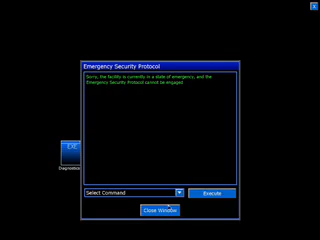 Emergency Security Protocol
Sorry, the facility is currently in a state of emergency, and the
Emergency Security Protocol cannot be engaged
EXE
Diagnostics
Select Command
Execute
Close Window